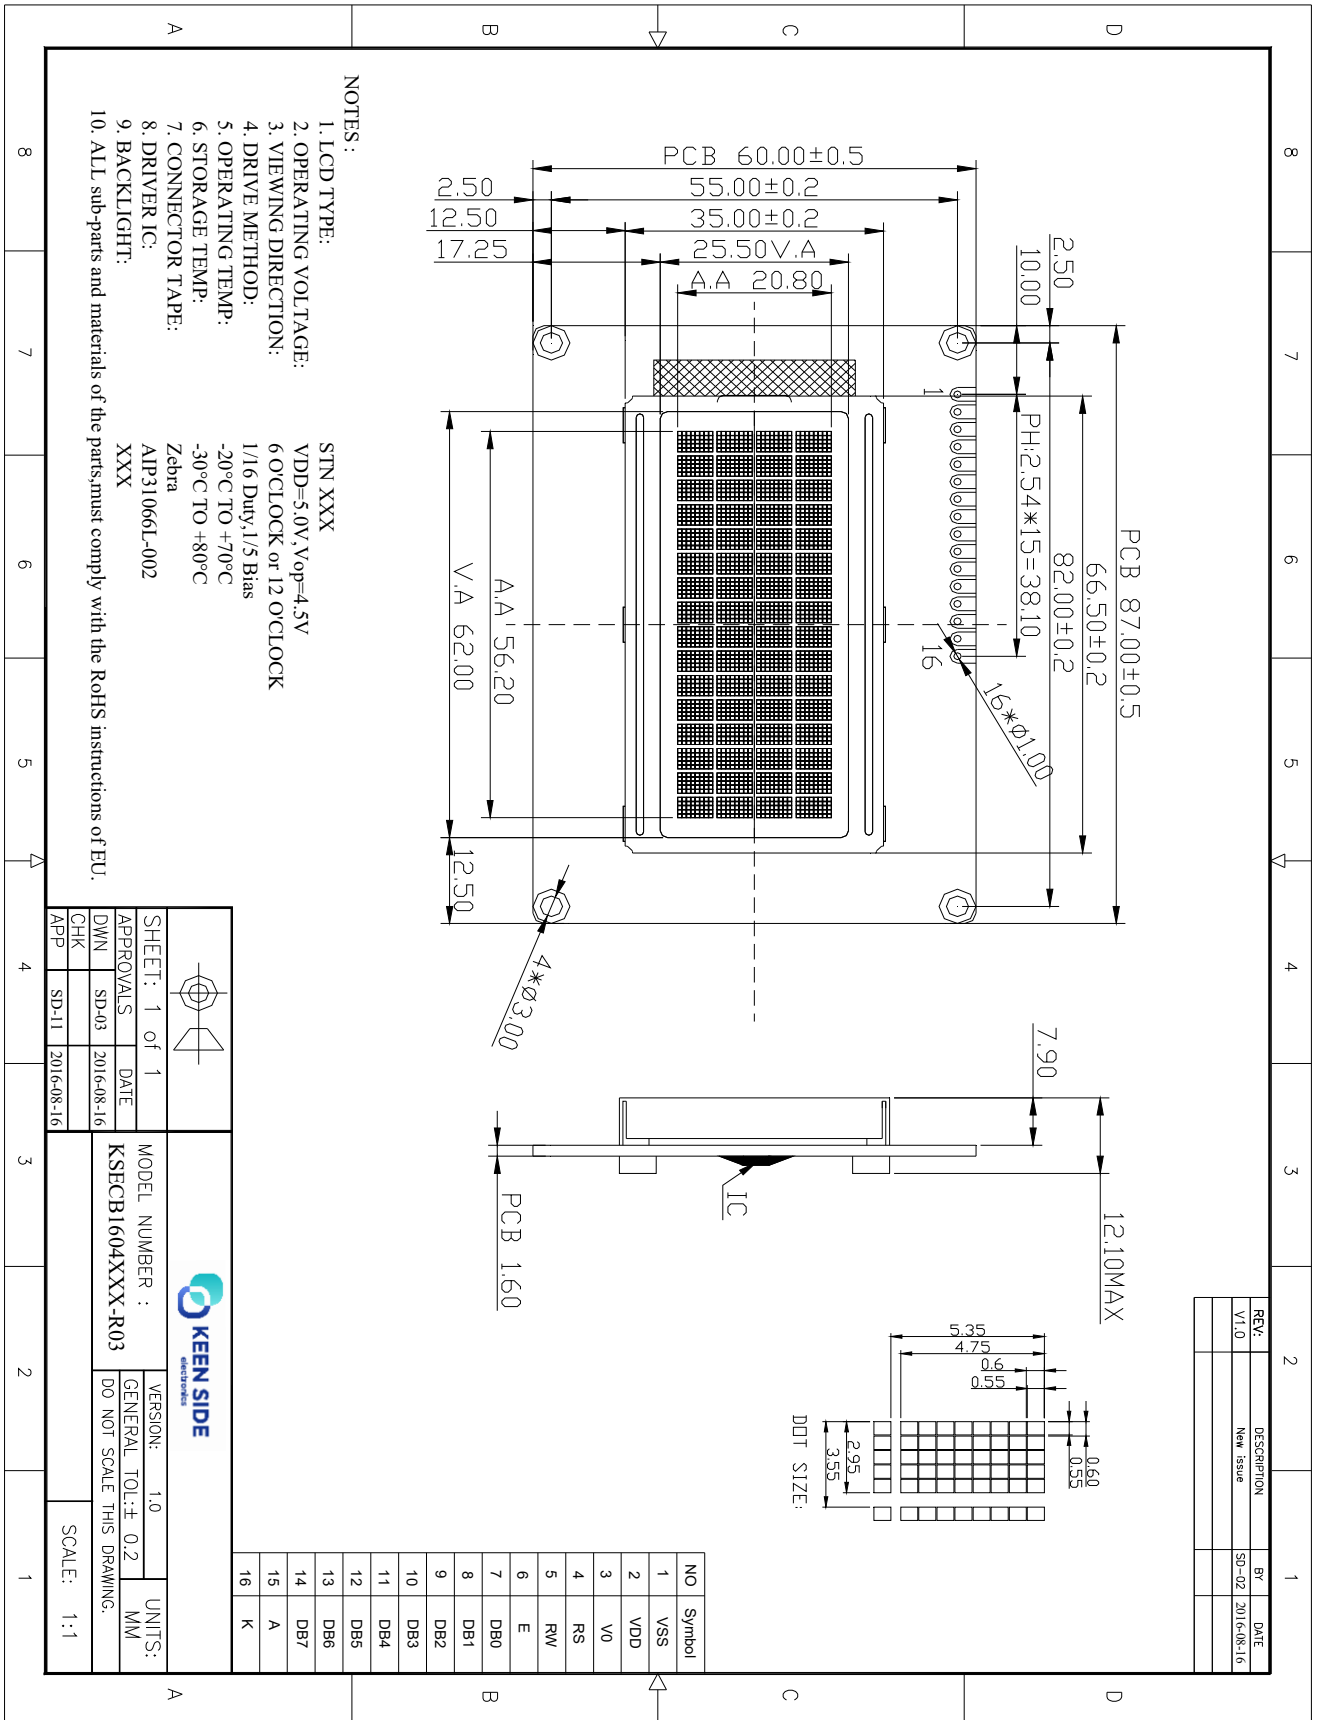 8
7
6
5
4
3
2
1
D
C
B
A
REV:
DESCRIPTION
BY
DATE
V1.0
New issue
SD-02
2016-08-16
PCB 87.00±0.5
66.50±0.2
82.00±0.2
PH:2.54*15=38.10
2.50
10.00
1
16
16*ø1.00
PCB 60.00±0.5
55.00±0.2
35.00±0.2
25.50V.A
A.A 20.80
2.50
12.50
17.25
A.A 56.20
V.A 62.00
12.50
4*ø3.00
7.90
12.10MAX
IC
PCB 1.60
5.35
4.75
0.6
0.55
0.60
0.55
2.95
3.55
DOT SIZE:
NO Symbol
1 VSS
2 VDD
3 V0
4 RS
5 RW
6 E
7 DB0
8 DB1
9 DB2
10 DB3
11 DB4
12 DB5
13 DB6
14 DB7
15 A
16 K
NOTES :
1. LCD TYPE: STN XXX
2. OPERATING VOLTAGE: VDD=5.0V,Vop=4.5V
3. VIEWING DIRECTION: 6 O'CLOCK or 12 O'CLOCK
4. DRIVE METHOD: 1/16 Duty,1/5 Bias
5. OPERATING TEMP: -20°C TO +70°C
6. STORAGE TEMP: -30°C TO +80°C
7. CONNECTOR TAPE: Zebra
8. DRIVER IC: AIP31066L-002
9. BACKLIGHT: XXX
10. ALL sub-parts and materials of the parts,must comply with the RoHS instructions of EU.
SHEET: 1 of 1
APPROVALS DATE
DWN SD-03 2016-08-16
CHK
APP SD-11 2016-08-16
KEEN SIDE
electronics
MODEL NUMBER :
KSECB1604XXX-R03
VERSION: 1.0
GENERAL TOL:± 0.2
DO NOT SCALE THIS DRAWING.
UNITS:
MM
SCALE: 1:1
8
7
6
5
4
3
2
1
D
C
B
A